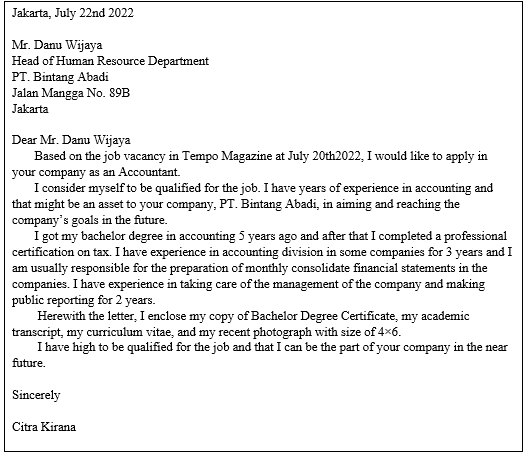 Jakarta, July 22nd 2022
Mr. Danu Wijaya
Head of Human Resource Department
PT. Bintang Abadi
Jalan Mangga No. 89B
Jakarta
Dear Mr. Danu Wijaya
Based on the job vacancy in Tempo Magazine at July 20th2022, I would like to apply in
your company as an Accountant.
I consider myself to be qualified for the job. I have years of experience in accounting and
that might be an asset to your company, PT. Bintang Abadi, in aiming and reaching the
company’s goals in the future.
I got my bachelor degree in accounting 5 years ago and after that I completed a professional
certification on tax. I have experience in accounting division in some companies for 3 years and I
am usually responsible for the preparation of monthly consolidate financial statements in the
companies. I have experience in taking care of the management of the company and making
public reporting for 2 years.
Herewith the letter, I enclose my copy of Bachelor Degree Certificate, my academic
transcript, my curriculum vitae, and my recent photograph with size of 4×6.
I have high to be qualified for the job and that I can be the part of your company in the near
future.
Sincerely
Citra Kirana